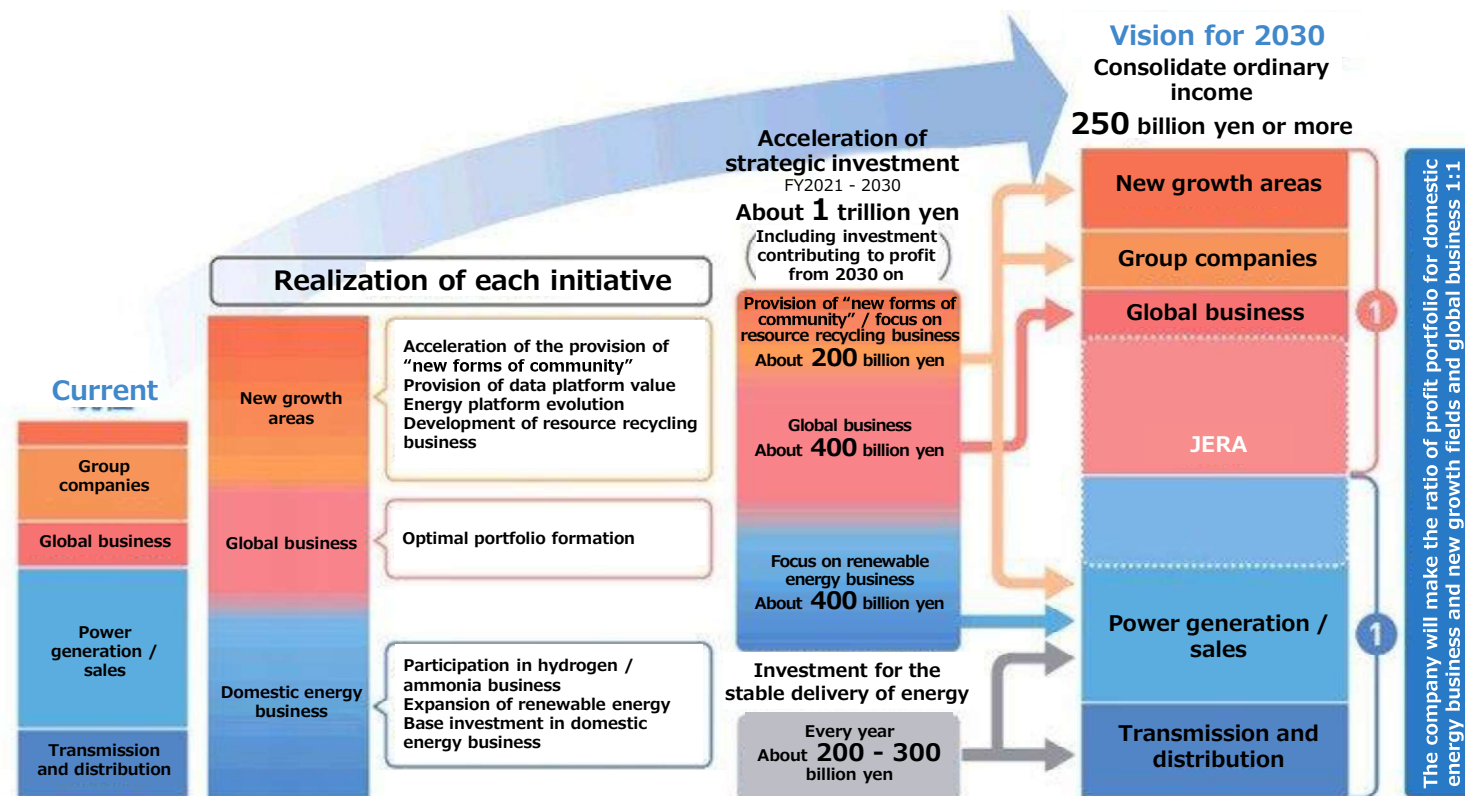 Vision for 2030
Consolidate ordinary
income
250 billion yen or more
Acceleration of
strategic investment
FY2021 - 2030
About 1 trillion yen
(Including investment
contributing to profit
from 2030 on)
Realization of each initiative
Current
Group
companies
Global business
Power
generation /
sales
Transmission
and distribution
New growth
areas
Global business
Domestic energy
business
Acceleration of the provision of
“new forms of community”
Provision of data platform value
Energy platform evolution
Development of resource recycling
business
Optimal portfolio formation
Participation in hydrogen /
ammonia business
Expansion of renewable energy
Base investment in domestic
energy business
Provision of “new forms of
community” / focus on
resource recycling business
About 200 billion yen
Global business
About 400 billion yen
Focus on renewable
energy business
About 400 billion yen
Investment for the
stable delivery of energy
Every year
About 200 - 300
billion yen
New growth areas
Group companies
Global business
JERA
Power generation /
sales
Transmission and
distribution
1
1
The company will make the ratio of profit portfolio for domestic
energy business and new growth fields and global business 1:1